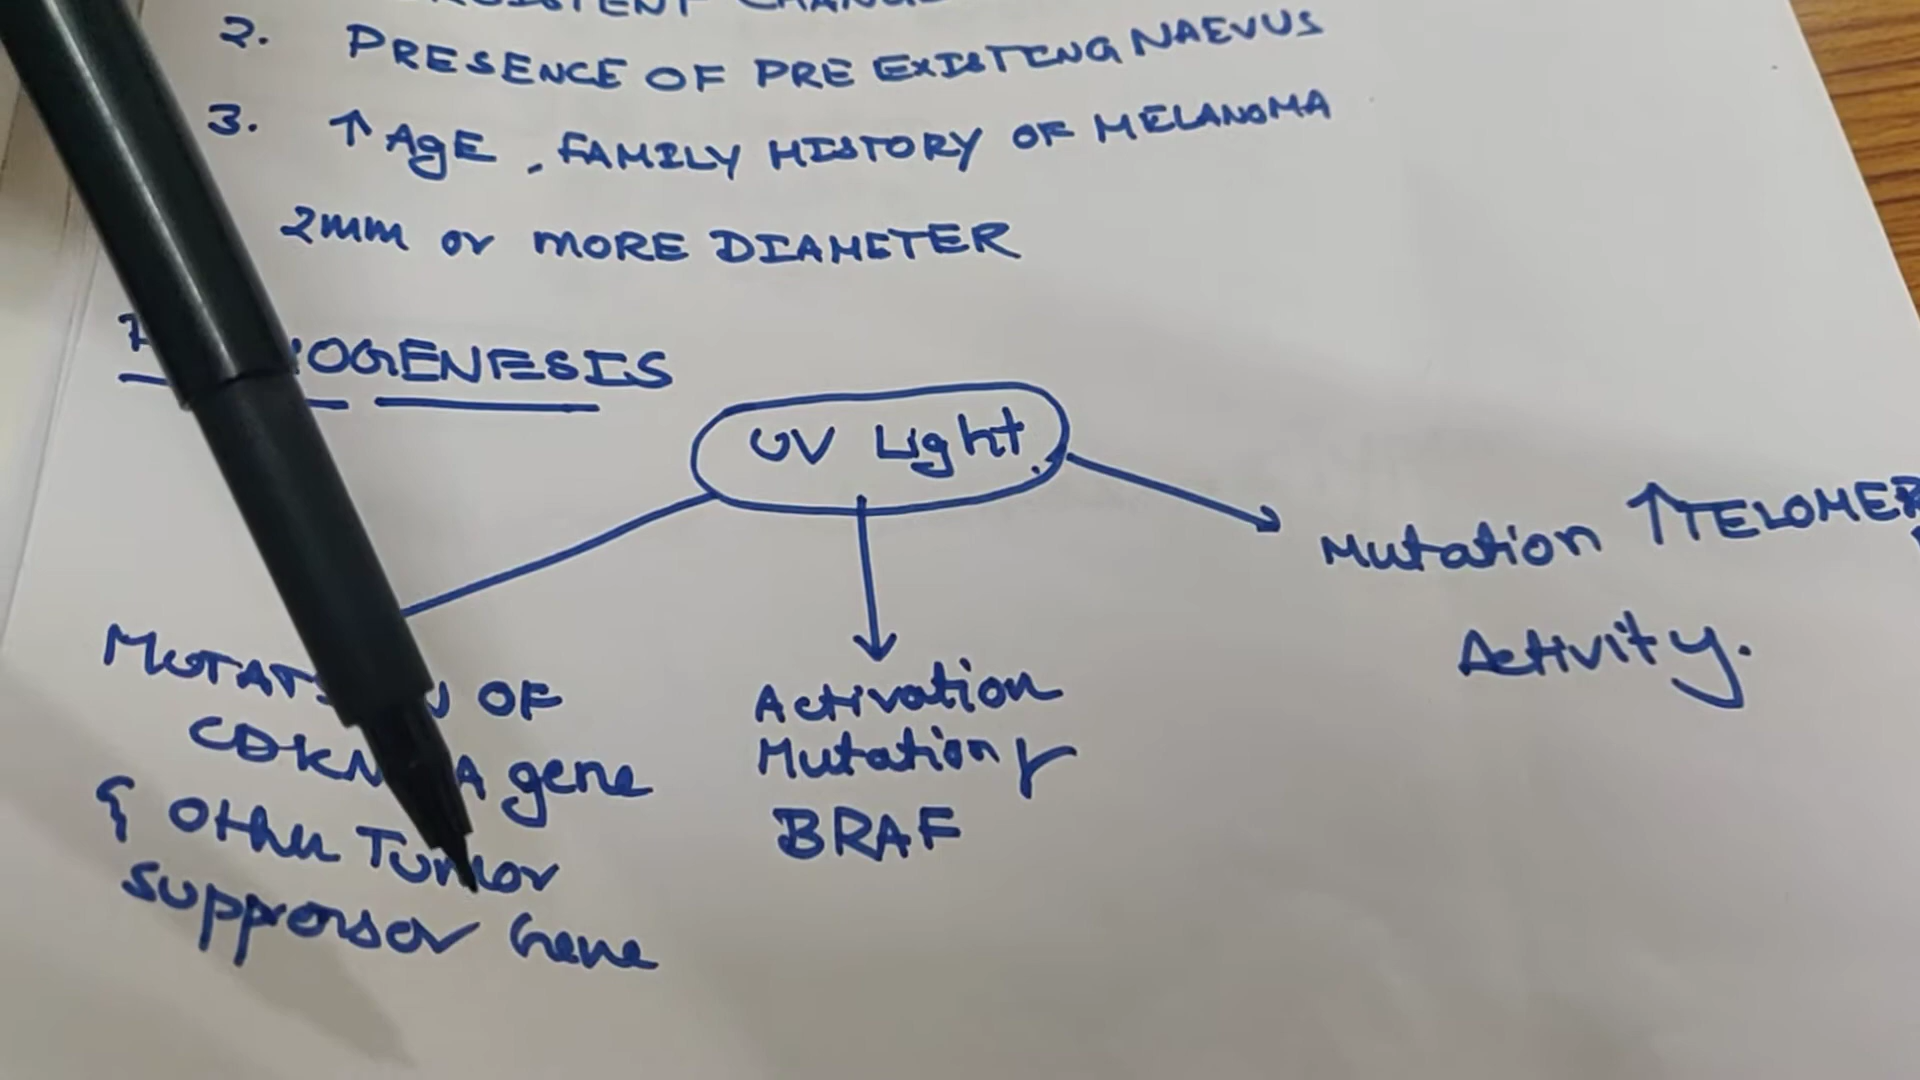 2. PRESENCE OF PRE EXISTING NAEVUS
3. ↑ AgE, FAMILY HISTORY OF MELANOMA
2mm or MORE DIAMETER
OGENESIS
UV Light
Mutation ↑TELOMER
Activity.
OF
gene
& Other Tumor
Suppressor Gene
Activation
Mutation
BRAF